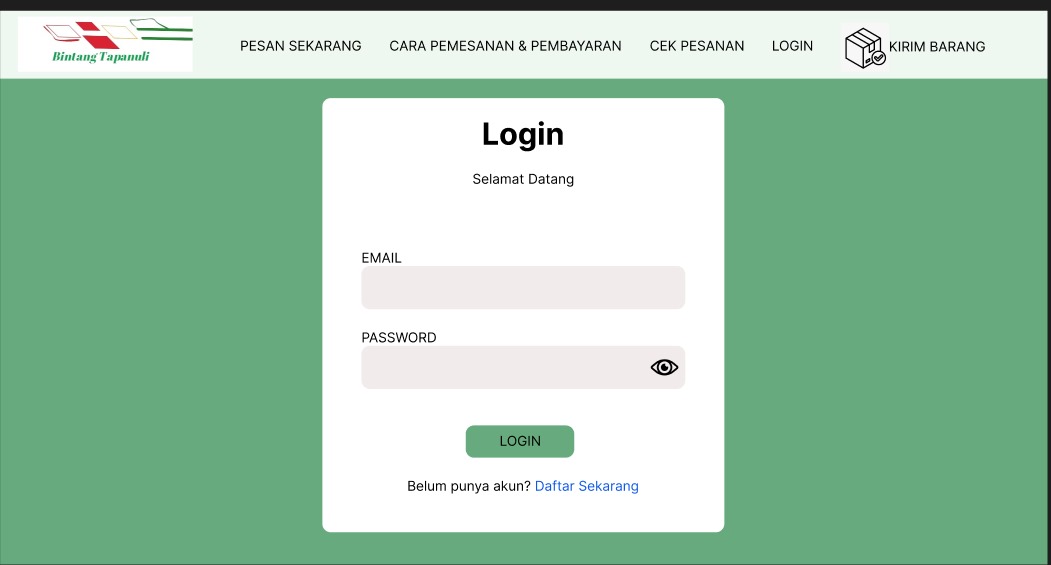 Bintang Tapanuli
PESAN SEKARANG CARA PEMESANAN & PEMBAYARAN CEK PESANAN LOGIN KIRIM BARANG
Login
Selamat Datang
EMAIL
PASSWORD
LOGIN
Belum punya akun? Daftar Sekarang